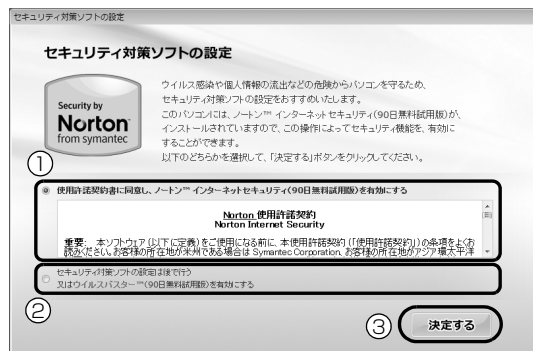 セキュリティ対策ソフトの設定
セキュリティ対策ソフトの設定
Security by
Norton
from symantec
ウイルス感染や個人情報の流出などの危険からパソコンを守るため、
セキュリティ対策ソフトの設定をおすすめいたします。
このパソコンには、ノートン™ インターネットセキュリティ(90日無料試用版)が、
インストールされていますので、この操作によってセキュリティ機能を、有効に
することができます。
以下のどちらかを選択して、「決定する」ボタンをクリックしてください。
①
使用許諾契約書に同意し、ノートン™ インターネットセキュリティ(90日無料試用版)を有効にする
Norton 使用許諾契約
Norton Internet Security
重要: 本ソフトウェア(以下に定義)をご使用になる前に、本使用許諾契約(「使用許諾契約」)の条項をよくお
読みください。お客様の所在地が米州である場合は Symantec Corporation、お客様の所在地がアジア環太平洋
セキュリティ対策ソフトの設定は後で行う
又はウイルスバスター™(90日無料試用版)を有効にする
②
③
決定する